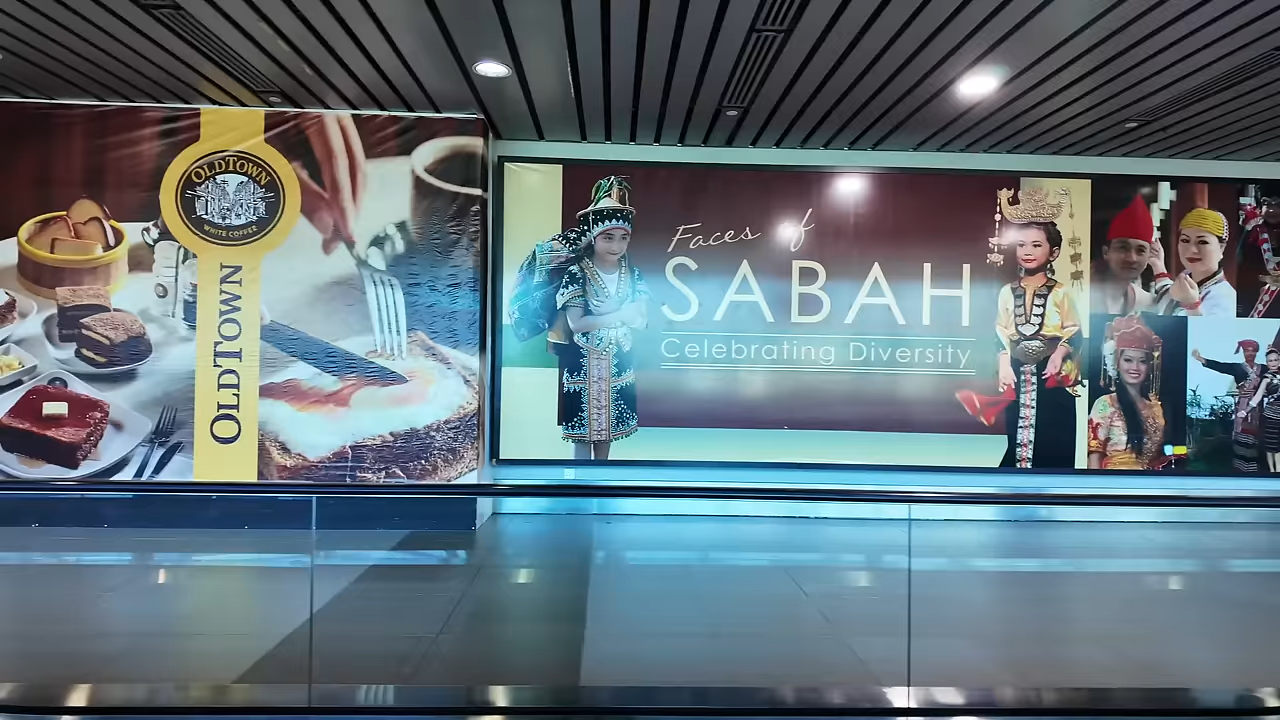 OLDTOWN
WHITE COFFEE
OLDTOWN
Faces of
SABAH
Celebrating Diversity